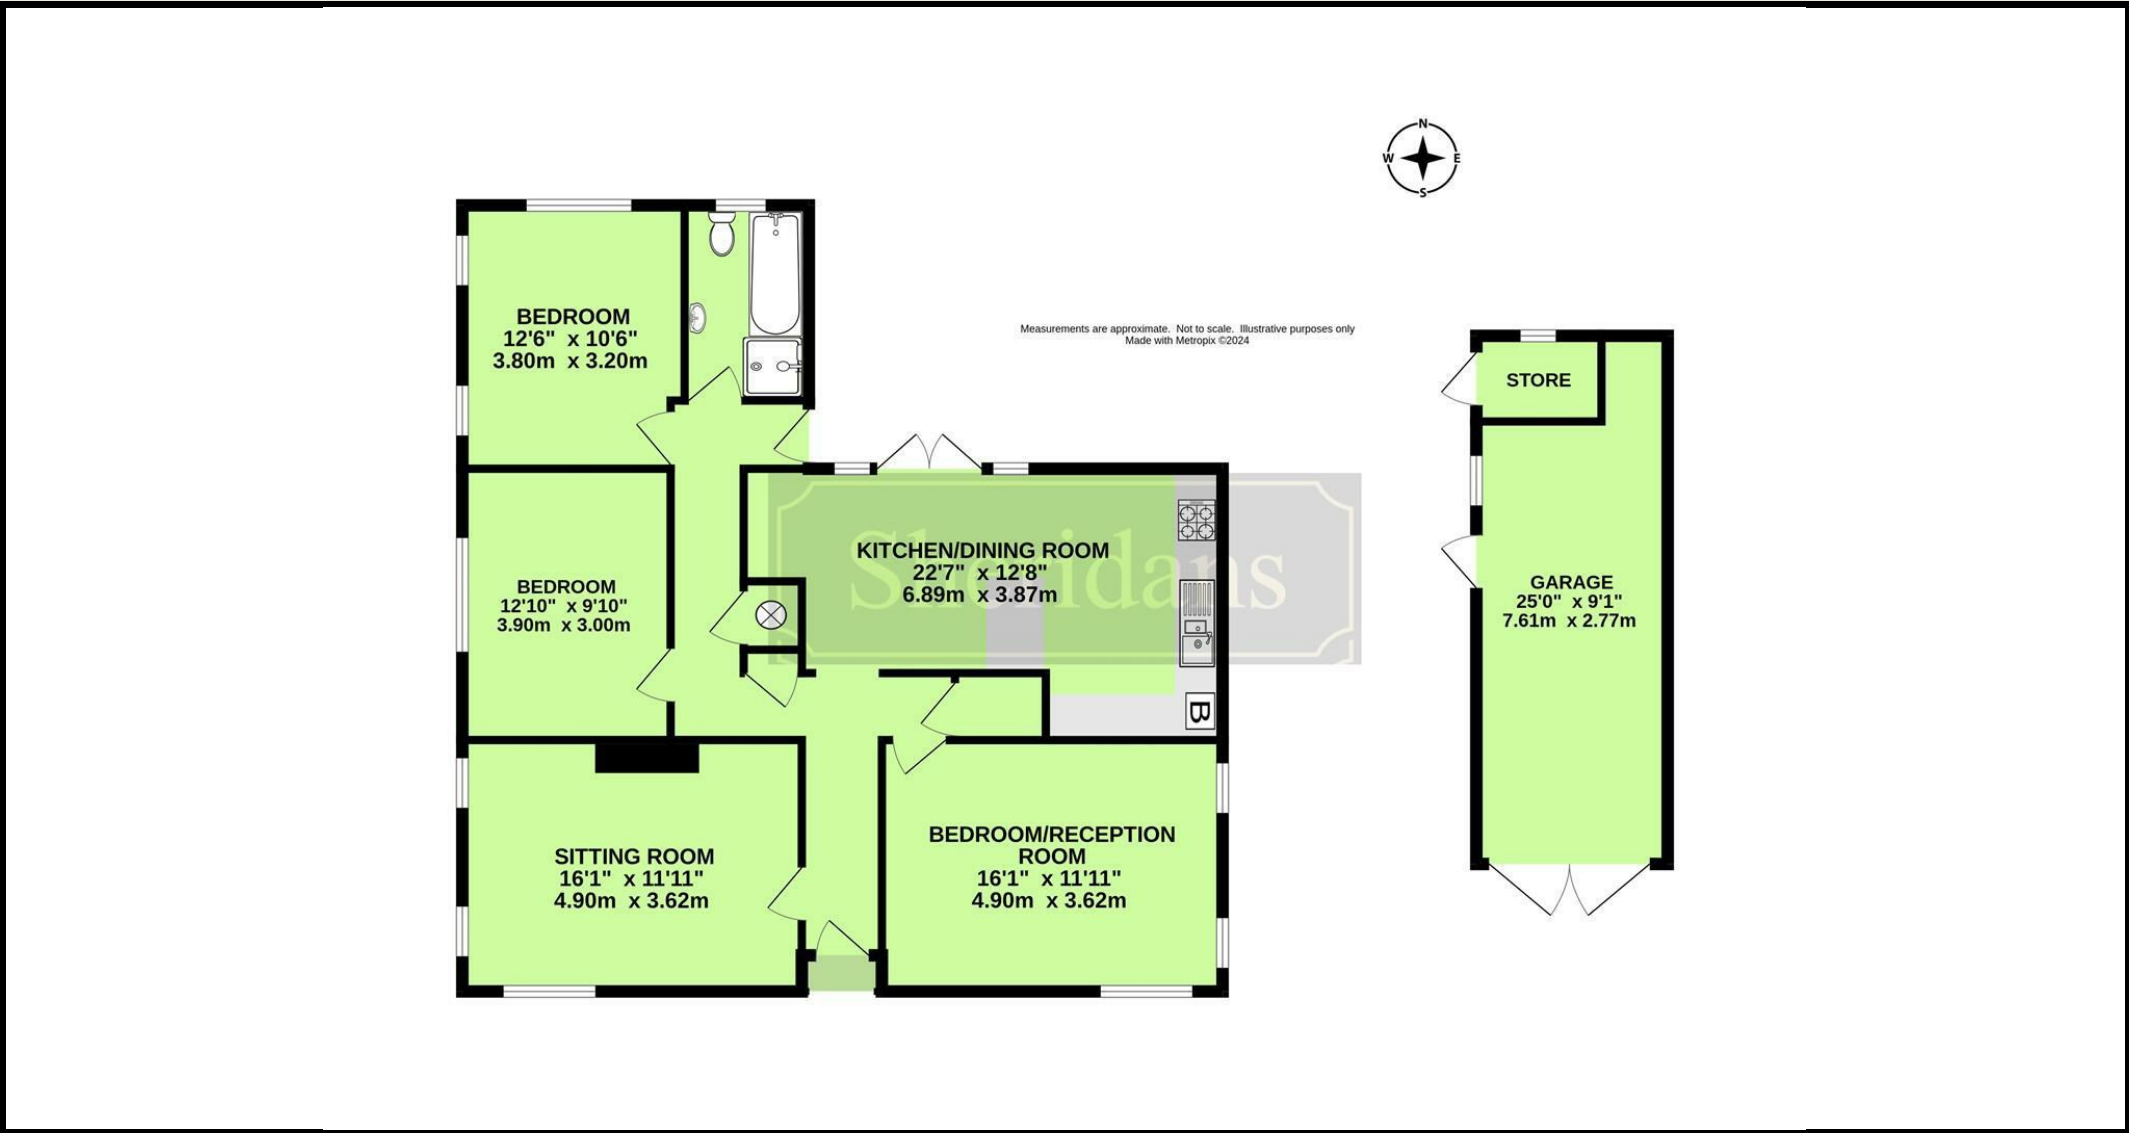 N
W E
S
BEDROOM
12'6" x 10'6"
3.80m x 3.20m
Measurements are approximate. Not to scale. Illustrative purposes only
Made with Metropix ©2024
STORE
KITCHEN/DINING ROOM
22'7" x 12'8"
6.89m x 3.87m
Sheridans
BEDROOM
12'10" x 9'10"
3.90m x 3.00m
GARAGE
25'0" x 9'1"
7.61m x 2.77m
B
SITTING ROOM
16'1" x 11'11"
4.90m x 3.62m
BEDROOM/RECEPTION
ROOM
16'1" x 11'11"
4.90m x 3.62m